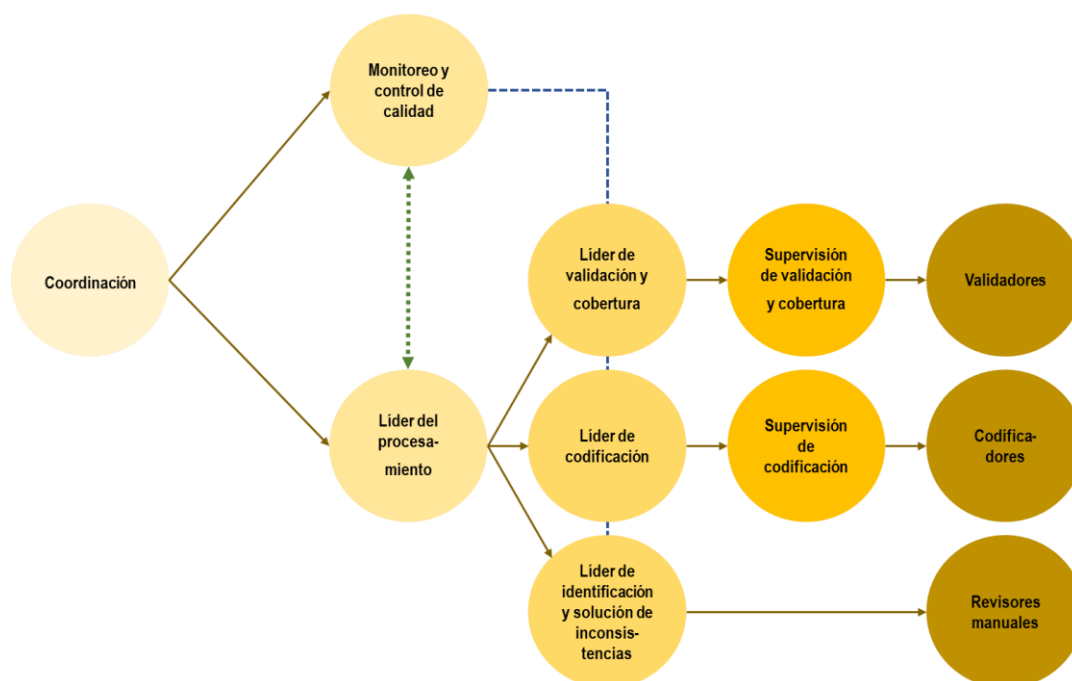 Monitoreo y
control de
calidad
Coordinación
Líder de
validación y
cobertura
Supervisión
de validación
y cobertura
Validadores
Líder del
procesa-
miento
Líder de
codificación
Supervisión
de
codificación
Codifica-
dores
Líder de
identificación
y solución de
inconsis-
tencias
Revisores
manuales